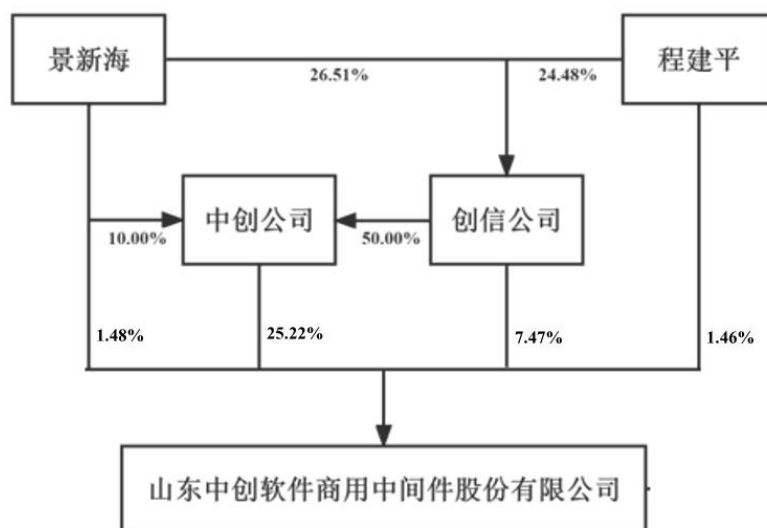 景新海
程建平
26.51%
24.48%
中创公司
创信公司
10.00%
50.00%
1.48%
25.22%
7.47%
1.46%
山东中创软件商用中间件股份有限公司